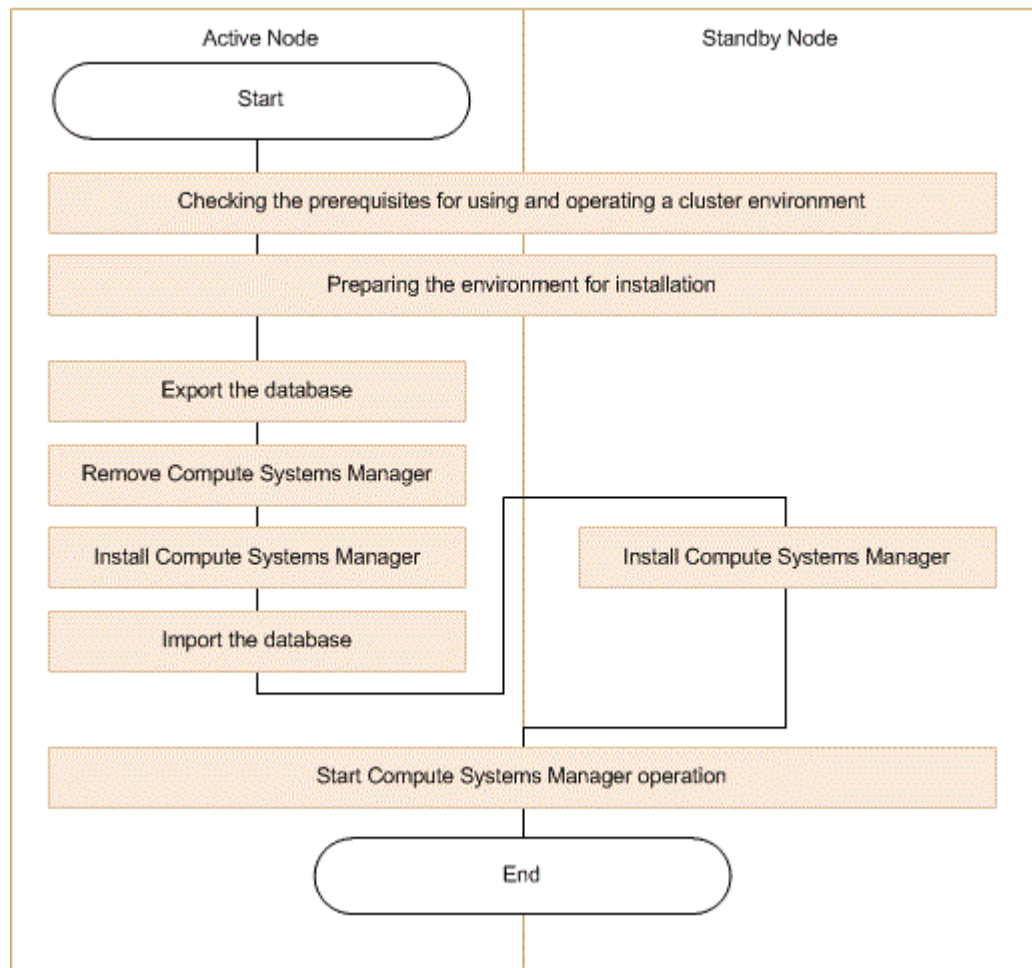 Active Node
Standby Node
Start
Checking the prerequisites for using and operating a cluster environment
Preparing the environment for installation
Export the database
Remove Compute Systems Manager
Install Compute Systems Manager
Install Compute Systems Manager
Import the database
Start Compute Systems Manager operation
End